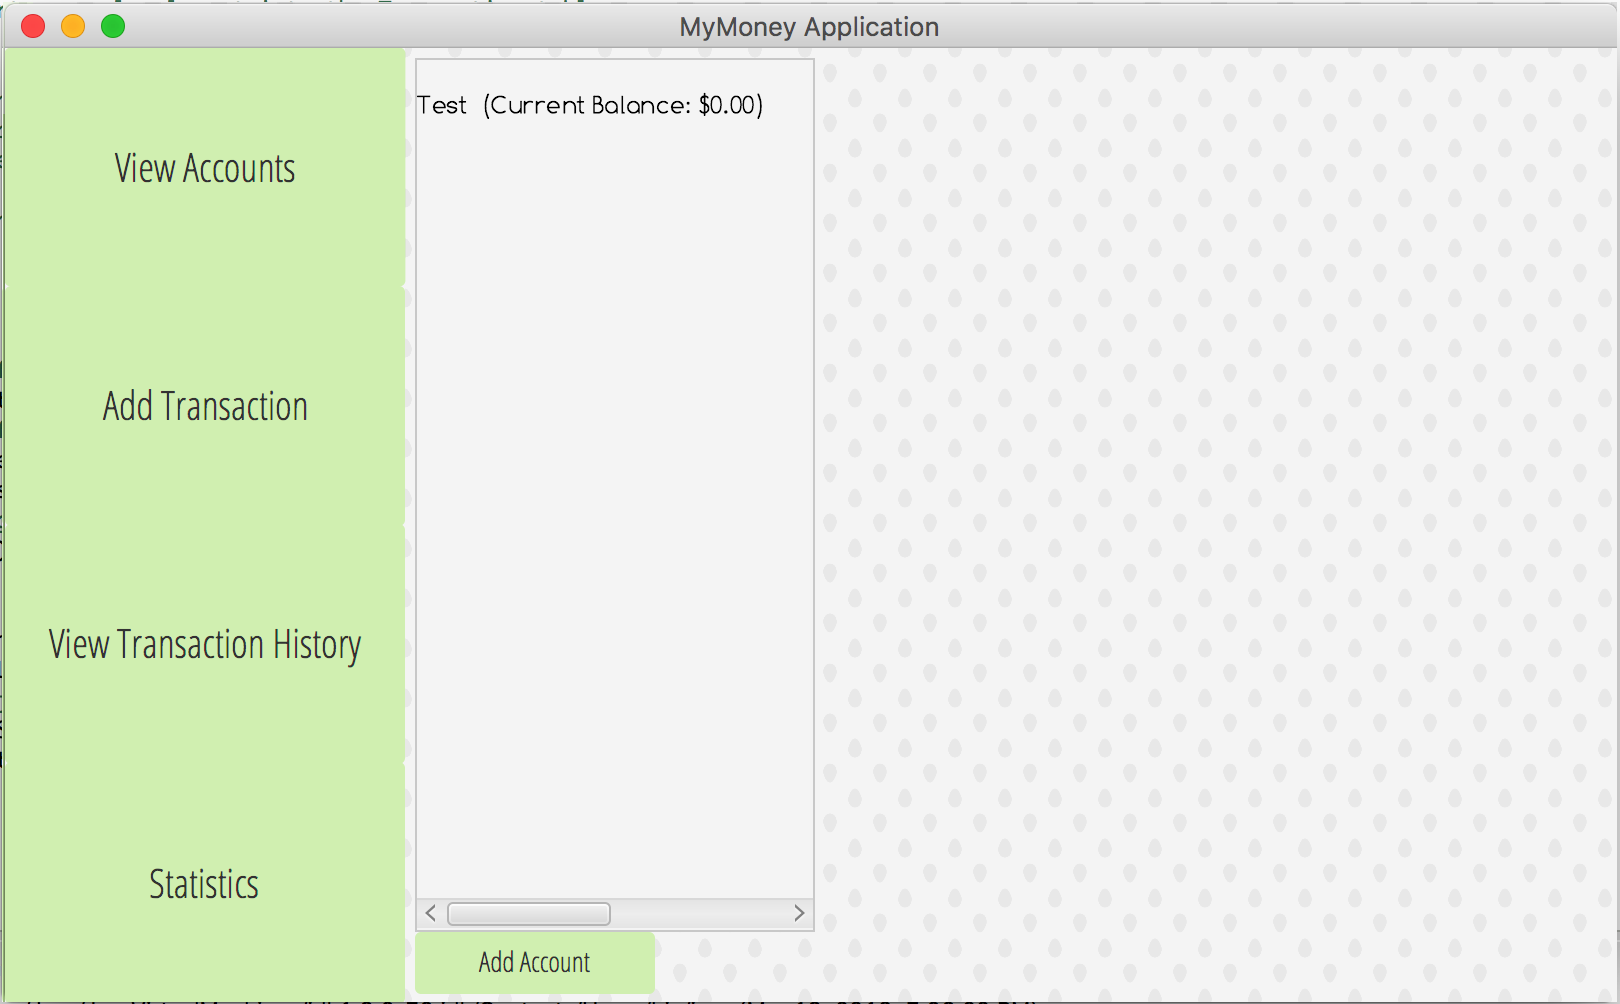 MyMoney Application
View Accounts
Add Transaction
View Transaction History
Statistics
Test (Current Balance: $0.00)
Add Account